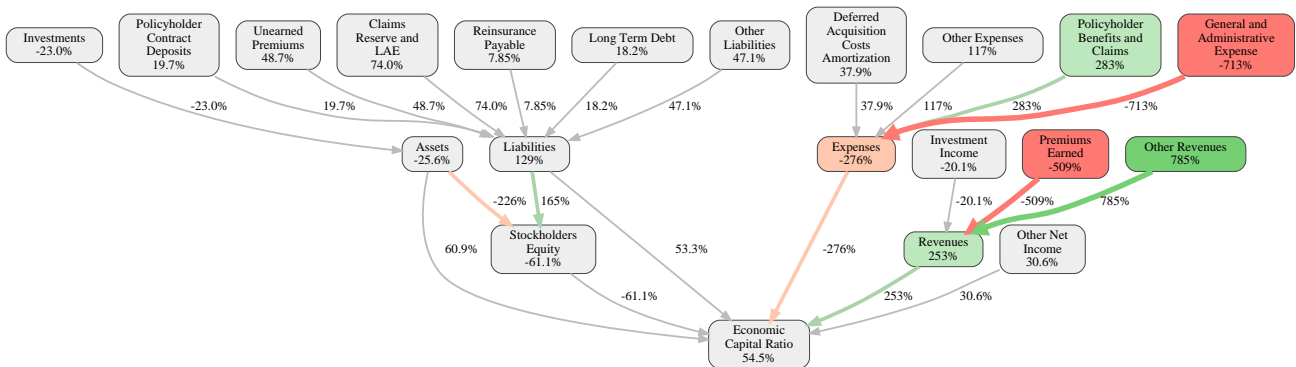 Investments
-23.0%
Policyholder
Contract
Deposits
19.7%
Unearned
Premiums
48.7%
Claims
Reserve and
LAE
74.0%
Reinsurance
Payable
7.85%
Long Term Debt
18.2%
Other
Liabilities
47.1%
Deferred
Acquisition
Costs
Amortization
37.9%
Other Expenses
117%
Policyholder
Benefits and
Claims
283%
General and
Administrative
Expense
-713%
-23.0%
19.7%
48.7%
74.0%
7.85%
18.2%
47.1%
37.9%
117%
283%
-713%
Assets
-25.6%
Liabilities
129%
Expenses
-276%
Investment
Income
-20.1%
Premiums
Earned
-509%
Other Revenues
785%
-226%
165%
-20.1%
-509%
785%
Stockholders
Equity
-61.1%
Revenues
253%
Other Net
Income
30.6%
60.9%
53.3%
-276%
-61.1%
253%
30.6%
Economic
Capital Ratio
54.5%